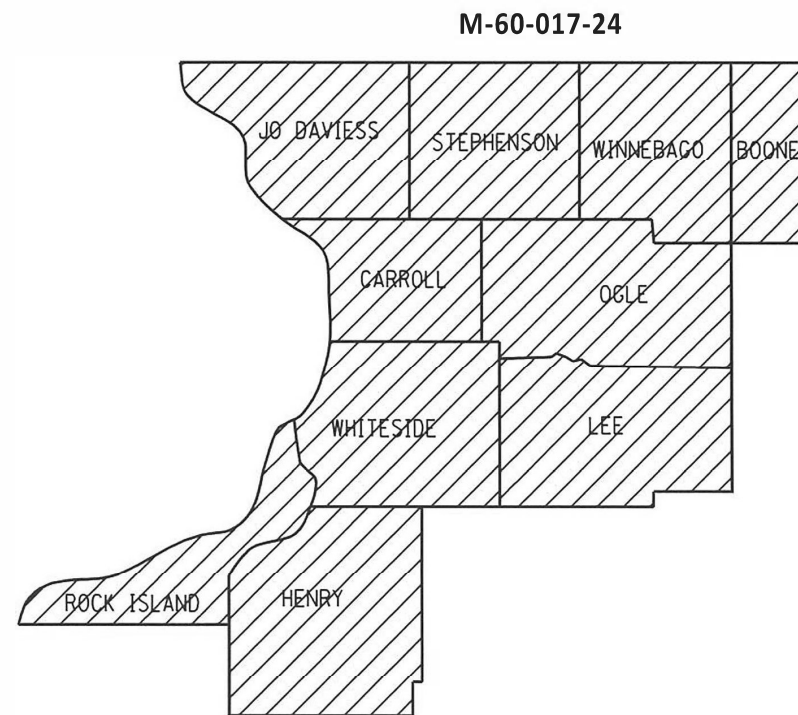 M-60-017-24
JO DAVIESS
STEPHENSON
WINNEBAGO
BOONE
CARROLL
OGLE
WHITESIDE
LEE
ROCK ISLAND
HENRY